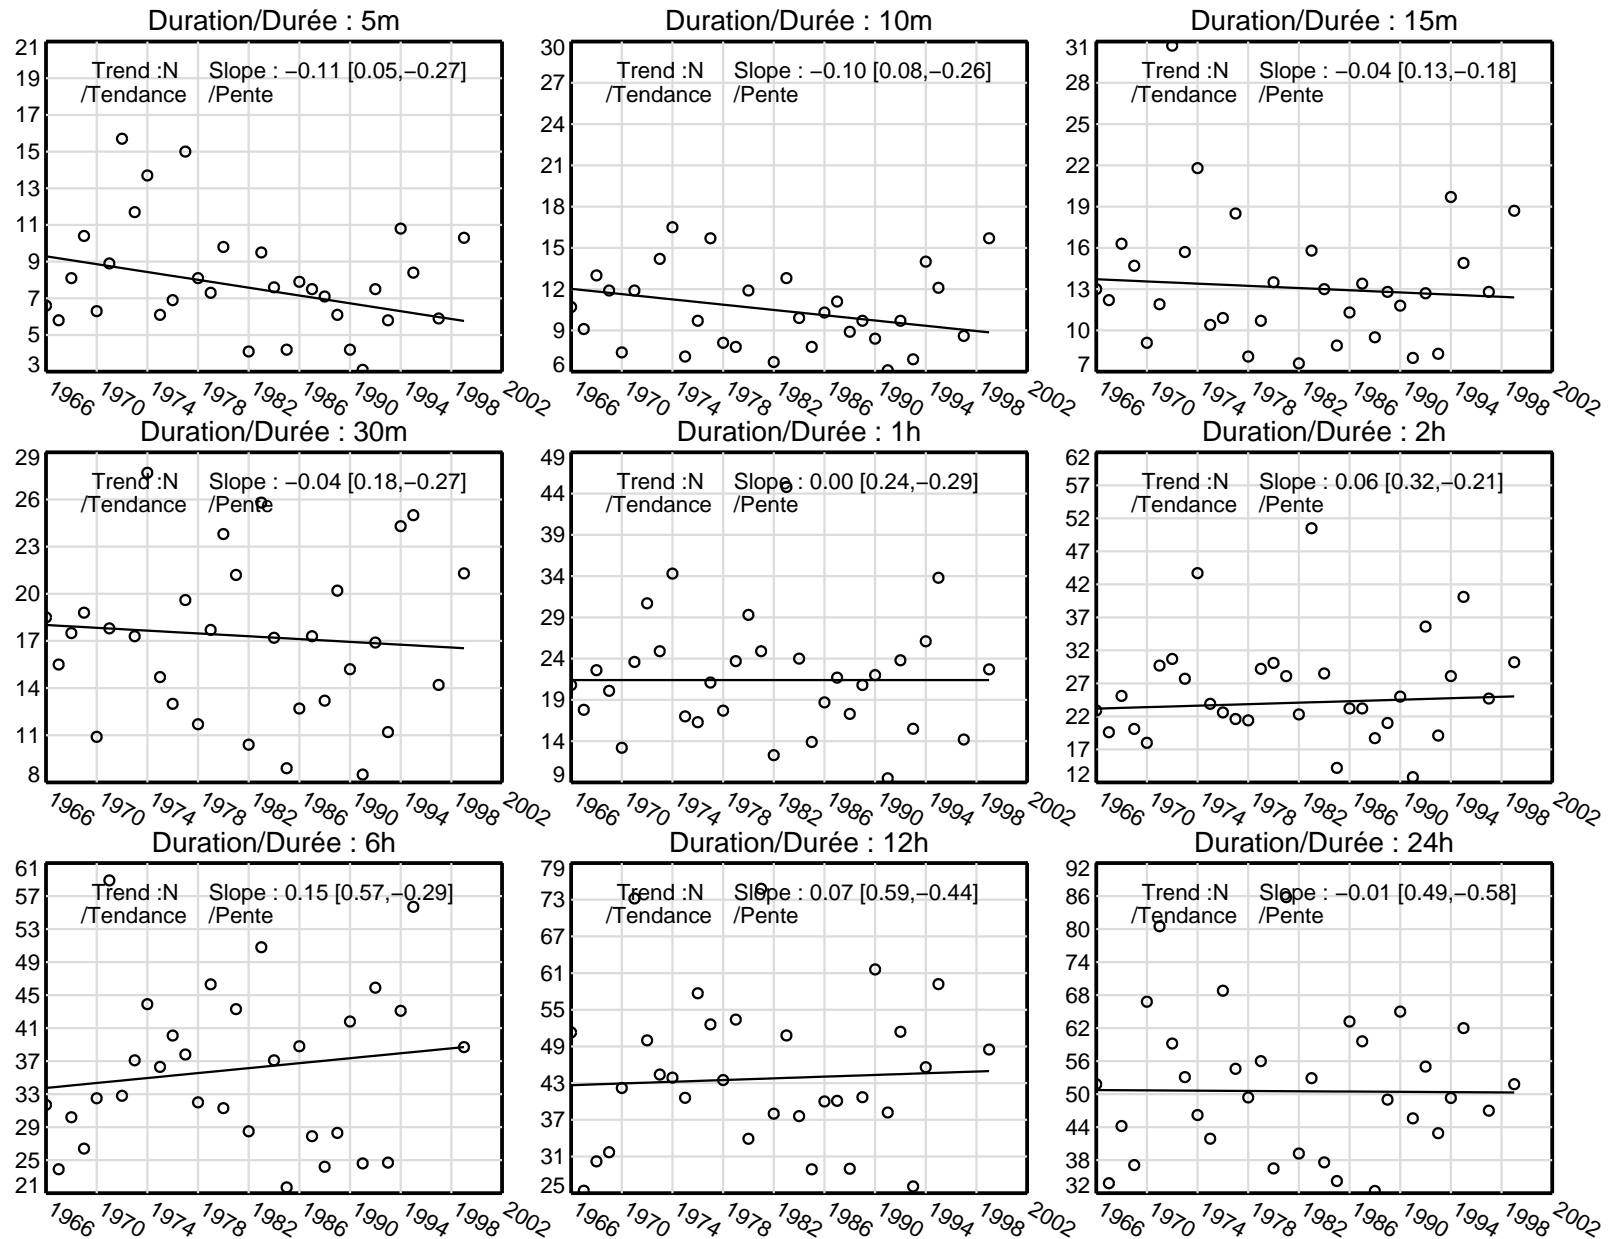 Duration/Durée : 5m
Trend :N Slope : −0.11 [0.05,−0.27]
/Tendance /Pente
21
19
17
15
13
11
9
7
5
3
1966 1970 1974 1978 1982 1986 1990 1994 1998 2002
Duration/Durée : 10m
Trend :N Slope : −0.10 [0.08,−0.26]
/Tendance /Pente
30
27
24
21
18
15
12
9
6
1966 1970 1974 1978 1982 1986 1990 1994 1998 2002
Duration/Durée : 15m
Trend :N Slope : −0.04 [0.13,−0.18]
/Tendance /Pente
31
28
25
22
19
16
13
10
7
1966 1970 1974 1978 1982 1986 1990 1994 1998 2002
Duration/Durée : 30m
Trend :N Slope : −0.04 [0.18,−0.27]
/Tendance /Pente
29
26
23
20
17
14
11
8
1966 1970 1974 1978 1982 1986 1990 1994 1998 2002
Duration/Durée : 1h
Trend :N Slope : 0.00 [0.24,−0.29]
/Tendance /Pente
49
44
39
34
29
24
19
14
9
1966 1970 1974 1978 1982 1986 1990 1994 1998 2002
Duration/Durée : 2h
Trend :N Slope : 0.06 [0.32,−0.21]
/Tendance /Pente
62
57
52
47
42
37
32
27
22
17
12
1966 1970 1974 1978 1982 1986 1990 1994 1998 2002
Duration/Durée : 6h
Trend :N Slope : 0.15 [0.57,−0.29]
/Tendance /Pente
61
57
53
49
45
41
37
33
29
25
21
1966 1970 1974 1978 1982 1986 1990 1994 1998 2002
Duration/Durée : 12h
Trend :N Slope : 0.07 [0.59,−0.44]
/Tendance /Pente
79
73
67
61
55
49
43
37
31
25
1966 1970 1974 1978 1982 1986 1990 1994 1998 2002
Duration/Durée : 24h
Trend :N Slope : −0.01 [0.49,−0.58]
/Tendance /Pente
92
86
80
74
68
62
56
50
44
38
32
1966 1970 1974 1978 1982 1986 1990 1994 1998 2002